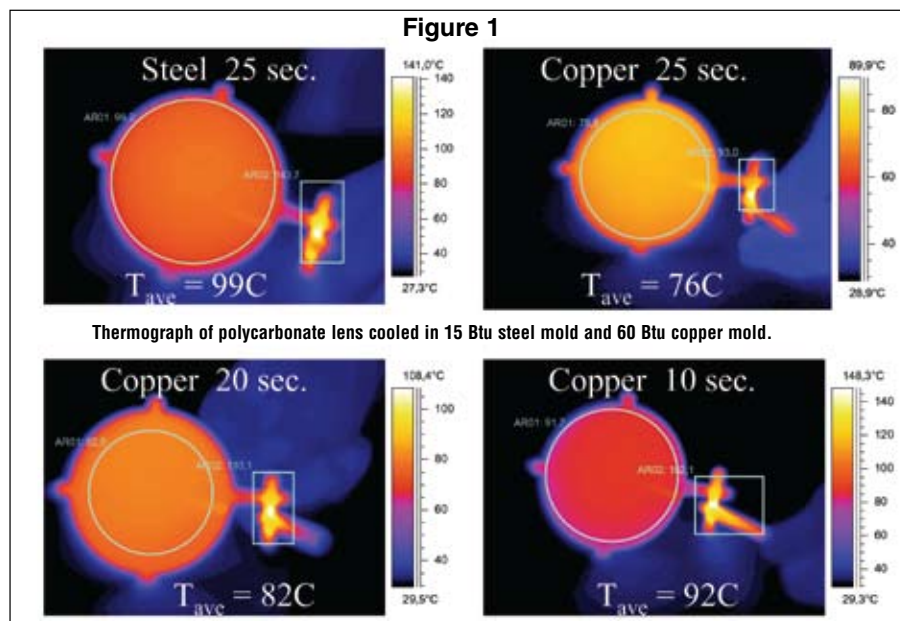 Figure 1
Steel 25 sec.
141,0°C
140
120
100
80
60
40
27,3°C
T_ave = 99C
Copper 25 sec.
89,9°C
80
60
40
28,9°C
T_ave = 76C
Thermograph of polycarbonate lens cooled in 15 Btu steel mold and 60 Btu copper mold.
Copper 20 sec.
108,4°C
100
80
60
40
29,5°C
T_ave = 82C
Copper 10 sec.
148,3°C
140
120
100
80
60
40
29,3°C
T_ave = 92C